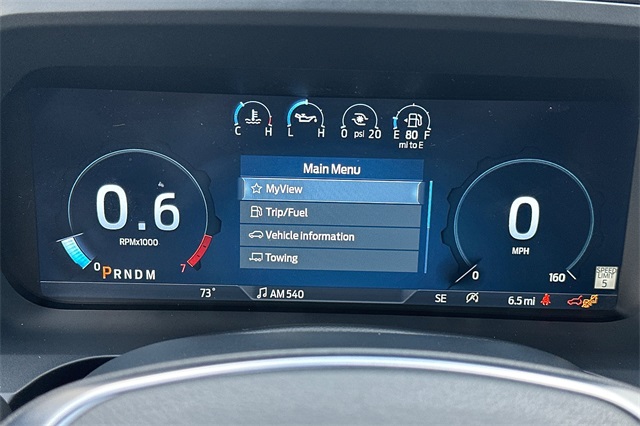 C H L H 0 psi 20 E 80 F
mi to E
Main Menu
MyView
Trip/Fuel
Vehicle Information
Towing
0.6
RPMx1000
0 7
PRNDM
0
MPH
0 160
SPEED
LIMIT
5
73° AM 540 SE 6.5 mi